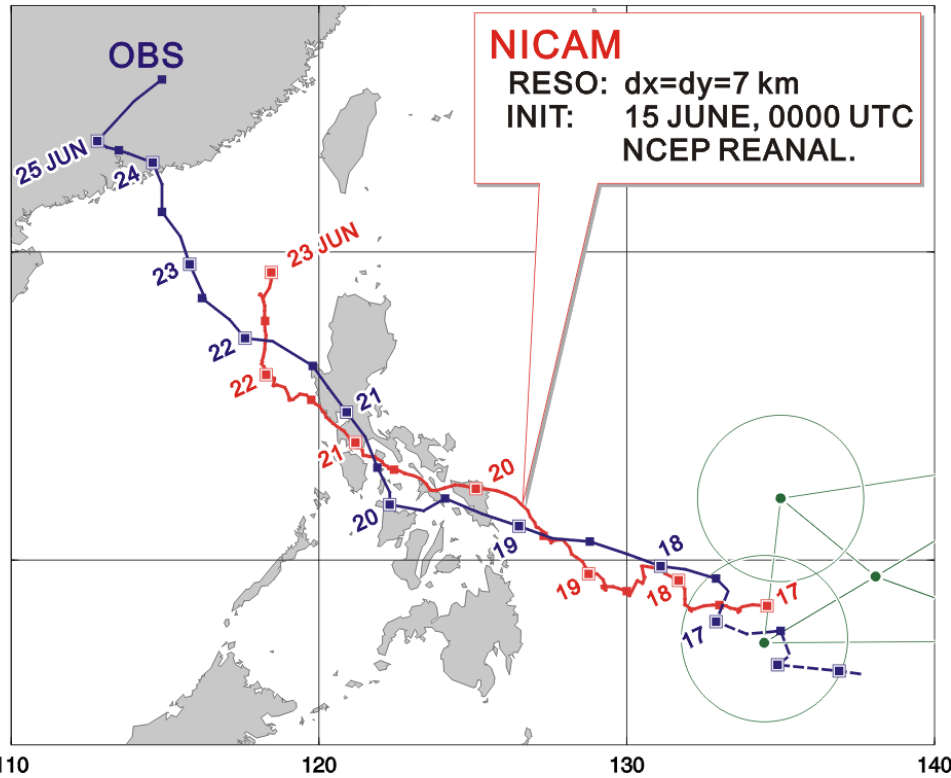 OBS
NICAM
RESO: dx=dy=7 km
INIT: 15 JUNE, 0000 UTC
NCEP REANAL.
25 JUN
24
23
23 JUN
22
22
21
21
20
20
19
19
18
18
17
17
110
120
130
140